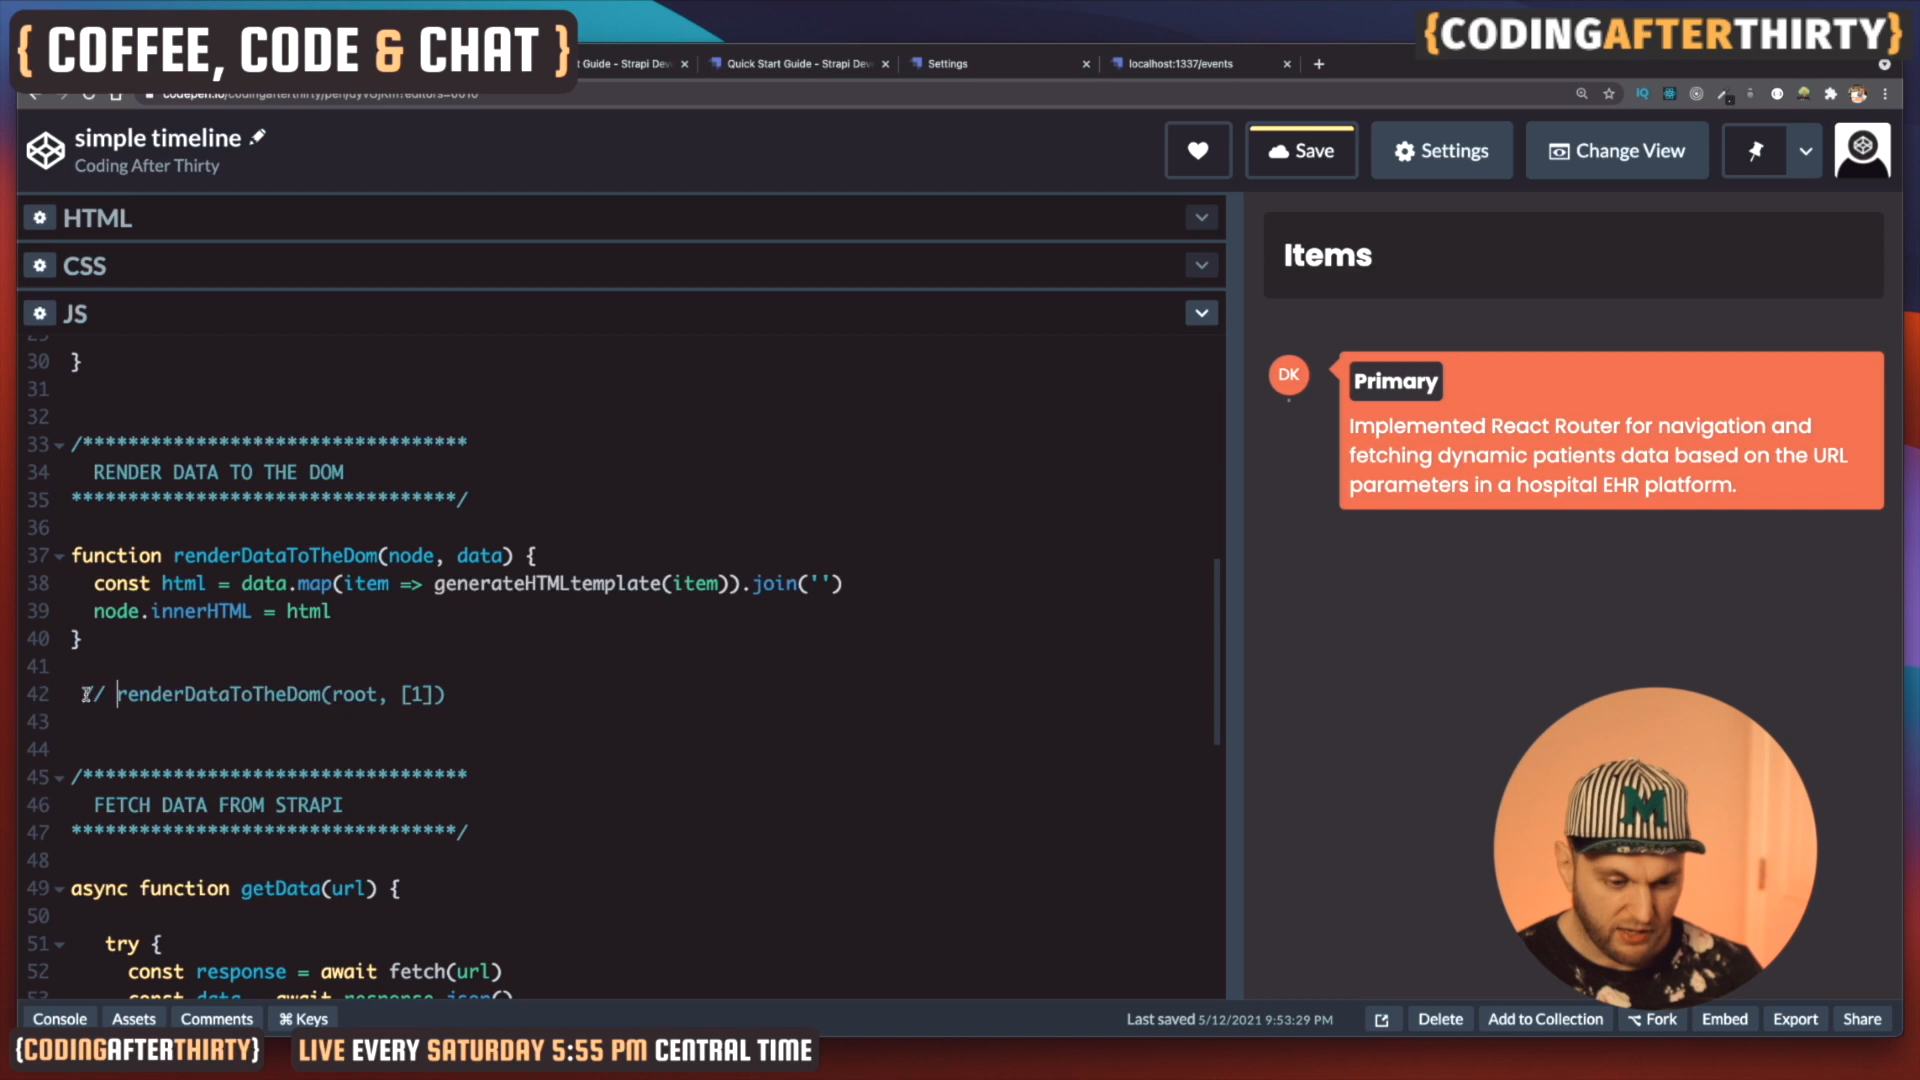 { COFFEE, CODE & CHAT }
{CODINGAFTERTHIRTY}
t Guide - Strapi Dev
Quick Start Guide - Strapi Dev
Settings
localhost:1337/events
IQ
simple timeline
Coding After Thirty
Save
Settings
Change View
HTML
CSS
JS
30 }
31
32
33 /**********************************
34 RENDER DATA TO THE DOM
35 **********************************/
36
37 function renderDataToTheDom(node, data) {
38 const html = data.map(item => generateHTMLtemplate(item)).join('')
39 node.innerHTML = html
40 }
41
42 // renderDataToTheDom(root, [1])
43
44
45 /**********************************
46 FETCH DATA FROM STRAPI
47 **********************************/
48
49 async function getData(url) {
50
51 try {
52 const response = await fetch(url)
53 const data = await response.json()
Items
DK
Primary
Implemented React Router for navigation and
fetching dynamic patients data based on the URL
parameters in a hospital EHR platform.
M
Console
Assets
Comments
⌘ Keys
Last saved 5/12/2021 9:53:29 PM
Delete
Add to Collection
Fork
Embed
Export
Share
{CODINGAFTERTHIRTY}
LIVE EVERY SATURDAY 5:55 PM CENTRAL TIME